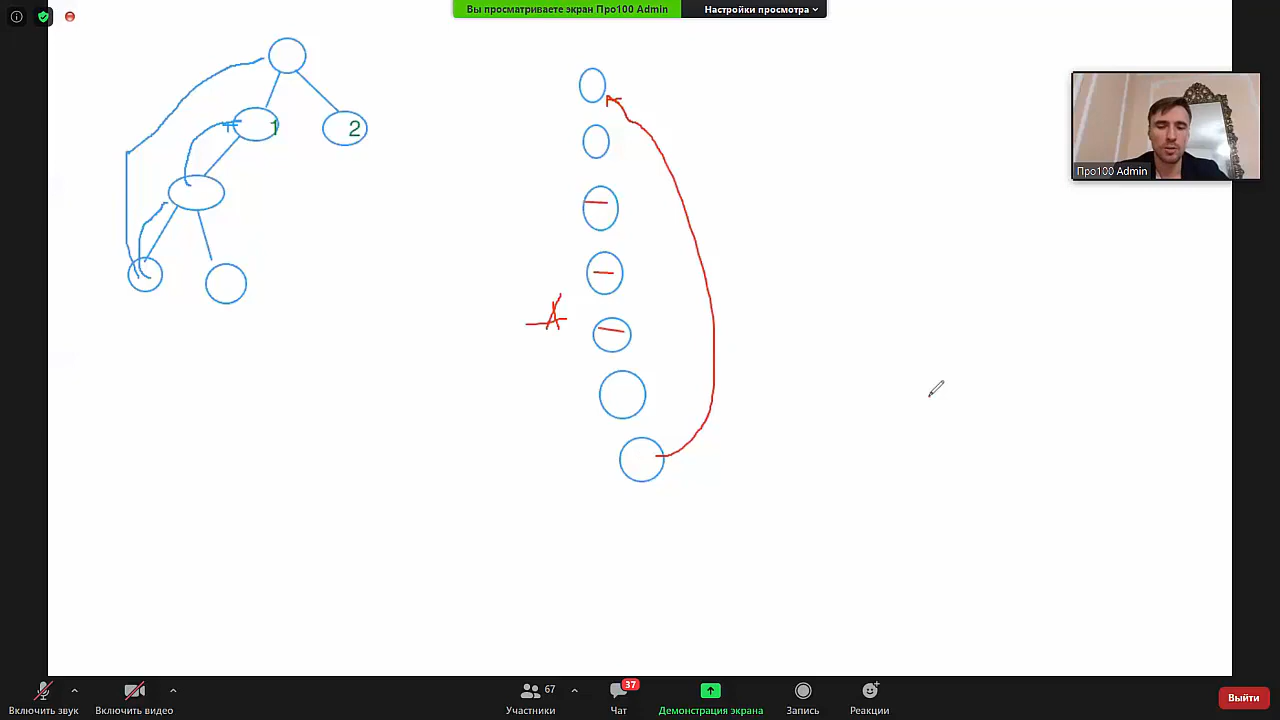 Вы просматриваете экран Про100 Admin
Настройки просмотра
1
2
Про100 Admin
A
Включить звук
Включить видео
67
Участники
37
Чат
Демонстрация экрана
Запись
Реакции
Выйти